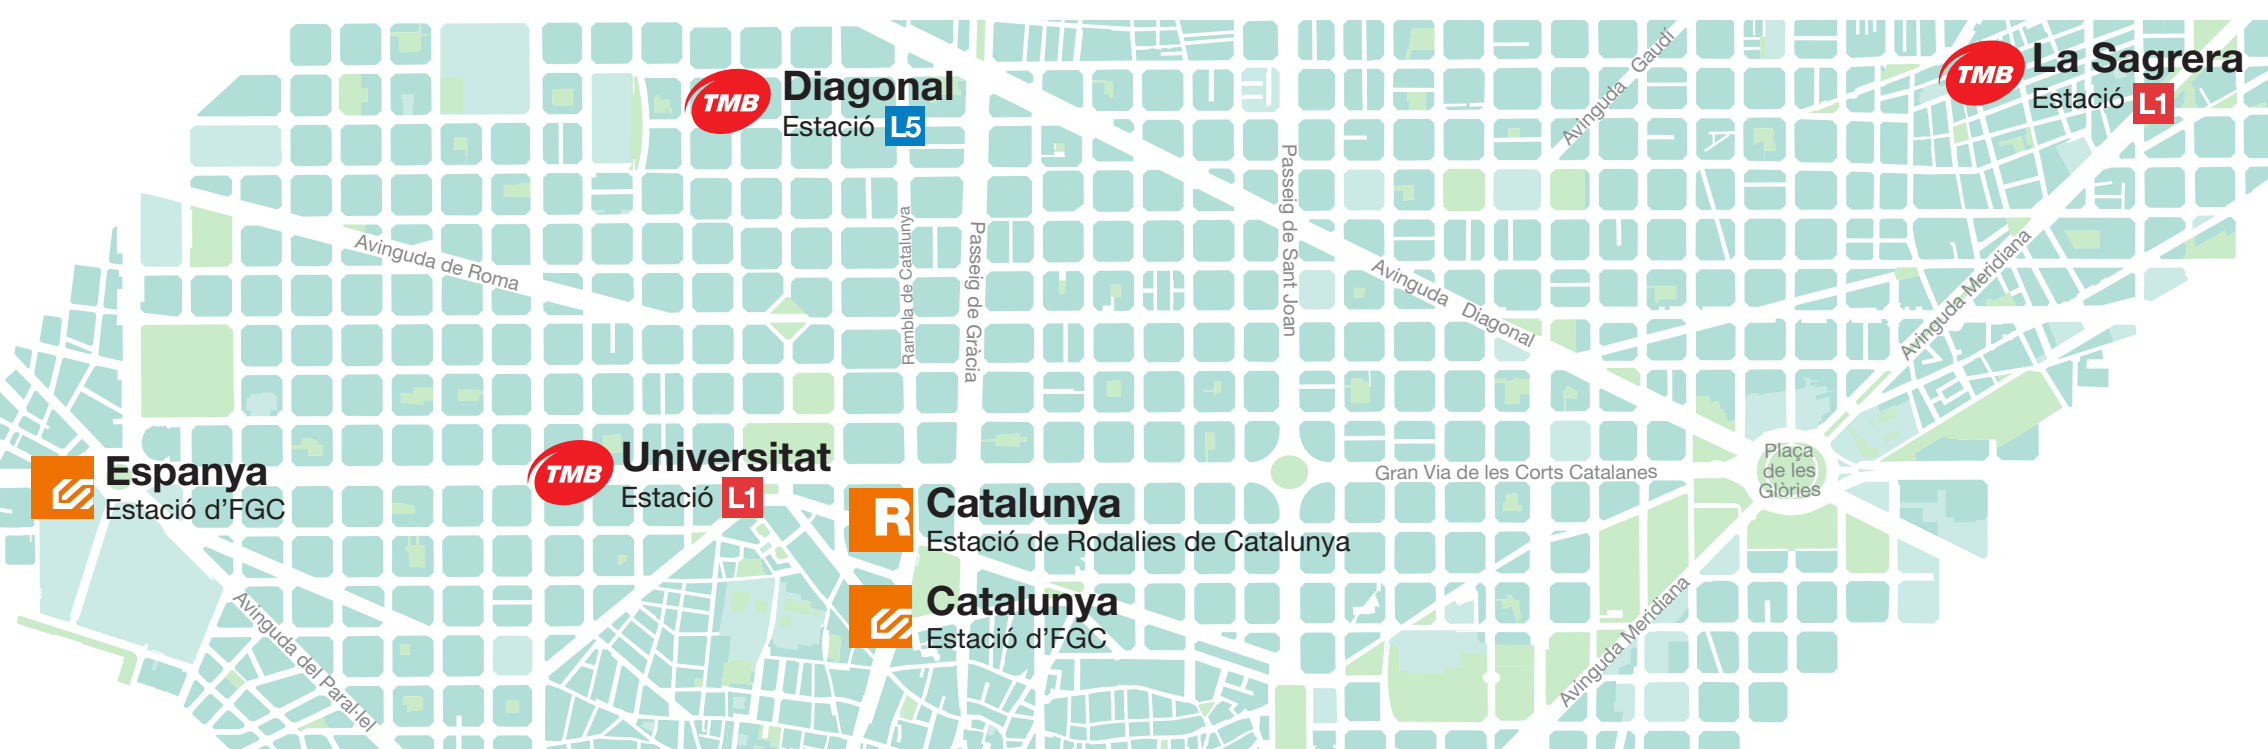 TMB
Diagonal
Estació L5
TMB
La Sagrera
Estació L1
Avinguda Gaudí
Passeig de Sant Joan
Rambla de Catalunya
Passeig de Gràcia
Avinguda de Roma
Avinguda Diagonal
Avinguda Meridiana
TMB
Universitat
Estació L1
Espanya
Estació d’FGC
Gran Via de les Corts Catalanes
Plaça
de les
Glòries
R
Catalunya
Estació de Rodalies de Catalunya
Catalunya
Estació d’FGC
Avinguda del Paral·lel
Avinguda Meridiana